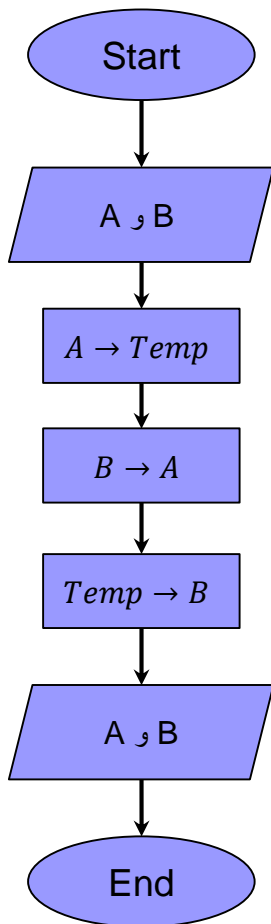 Start
A و B
A → Temp
B → A
Temp → B
A و B
End